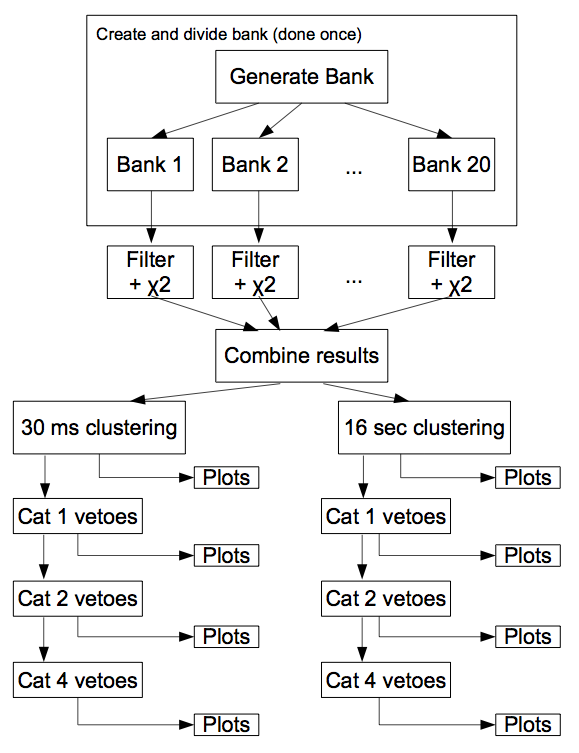 Create and divide bank (done once)
Generate Bank
Bank 1
Bank 2
...
Bank 20
Filter
+ χ2
Filter
+ χ2
...
Filter
+ χ2
Combine results
30 ms clustering
16 sec clustering
Plots
Plots
Cat 1 vetoes
Cat 1 vetoes
Plots
Plots
Cat 2 vetoes
Cat 2 vetoes
Plots
Plots
Cat 4 vetoes
Cat 4 vetoes
Plots
Plots